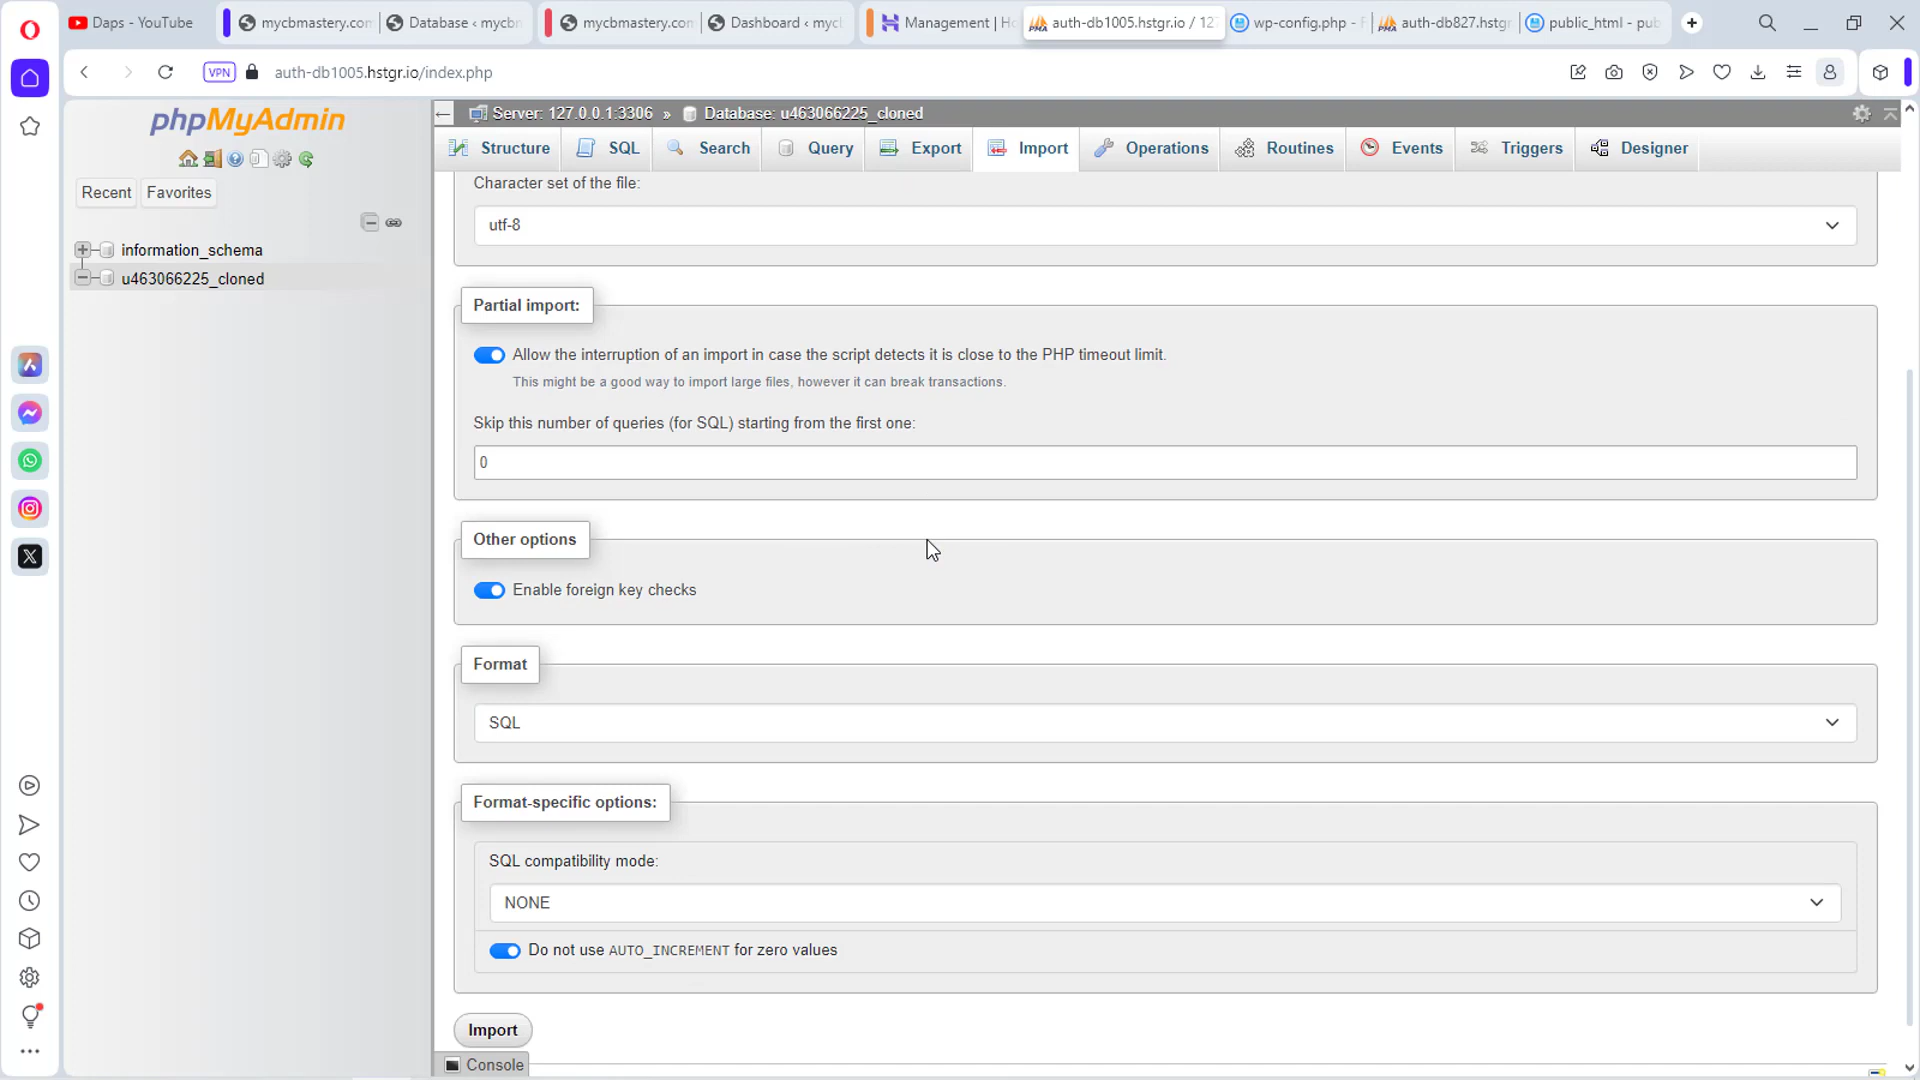 Daps - YouTube
mycbmastery.com
Database ‹ mycbn
mycbmastery.com
Dashboard ‹ mycl
Management | Ho
auth-db1005.hstgr.io / 127
wp-config.php - F
auth-db827.hstgr
public_html - pub
VPN
auth-db1005.hstgr.io/index.php
phpMyAdmin
Recent
Favorites
information_schema
u463066225_cloned
Server: 127.0.0.1:3306 » Database: u463066225_cloned
Structure
SQL
Search
Query
Export
Import
Operations
Routines
Events
Triggers
Designer
Character set of the file:
utf-8
Partial import:
Allow the interruption of an import in case the script detects it is close to the PHP timeout limit.
This might be a good way to import large files, however it can break transactions.
Skip this number of queries (for SQL) starting from the first one:
0
Other options
Enable foreign key checks
Format
SQL
Format-specific options:
SQL compatibility mode:
NONE
Do not use AUTO_INCREMENT for zero values
Import
Console